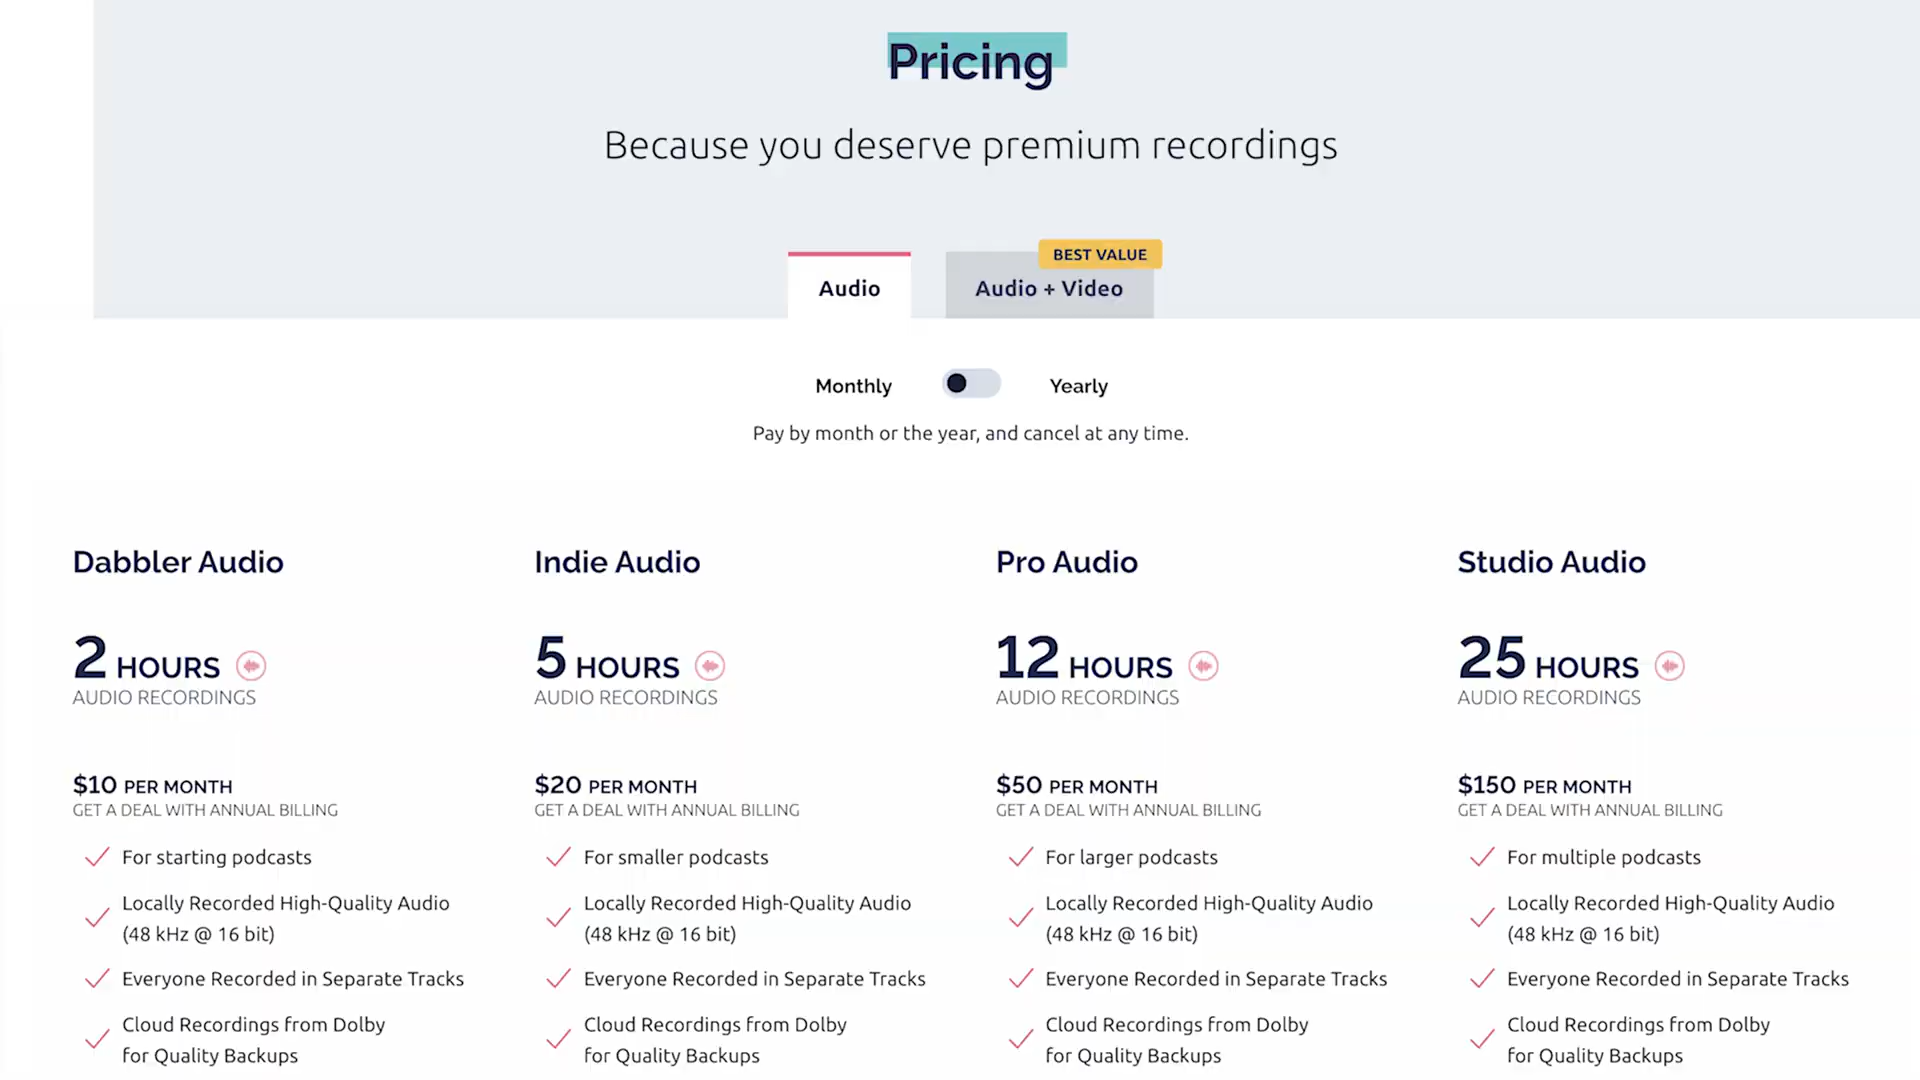 Pricing
Because you deserve premium recordings
BEST VALUE
Audio
Audio + Video
Monthly
Yearly
Pay by month or the year, and cancel at any time.
Dabbler Audio
2 HOURS
AUDIO RECORDINGS
$10 PER MONTH
GET A DEAL WITH ANNUAL BILLING
For starting podcasts
Locally Recorded High-Quality Audio
(48 kHz @ 16 bit)
Everyone Recorded in Separate Tracks
Cloud Recordings from Dolby
for Quality Backups
Indie Audio
5 HOURS
AUDIO RECORDINGS
$20 PER MONTH
GET A DEAL WITH ANNUAL BILLING
For smaller podcasts
Locally Recorded High-Quality Audio
(48 kHz @ 16 bit)
Everyone Recorded in Separate Tracks
Cloud Recordings from Dolby
for Quality Backups
Pro Audio
12 HOURS
AUDIO RECORDINGS
$50 PER MONTH
GET A DEAL WITH ANNUAL BILLING
For larger podcasts
Locally Recorded High-Quality Audio
(48 kHz @ 16 bit)
Everyone Recorded in Separate Tracks
Cloud Recordings from Dolby
for Quality Backups
Studio Audio
25 HOURS
AUDIO RECORDINGS
$150 PER MONTH
GET A DEAL WITH ANNUAL BILLING
For multiple podcasts
Locally Recorded High-Quality Audio
(48 kHz @ 16 bit)
Everyone Recorded in Separate Tracks
Cloud Recordings from Dolby
for Quality Backups